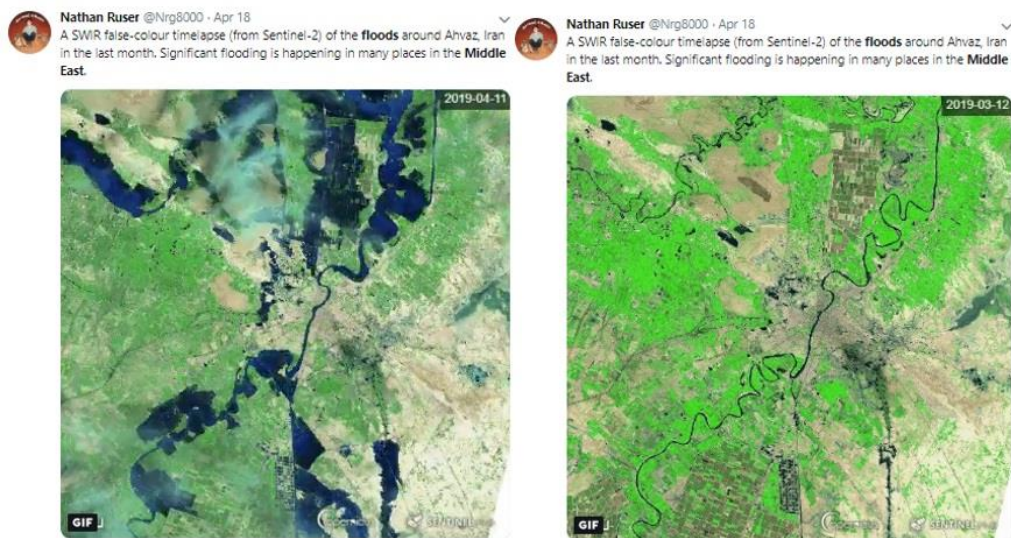 Nathan Ruser @Nrg8000 · Apr 18
A SWIR false-colour timelapse (from Sentinel-2) of the floods around Ahvaz, Iran
in the last month. Significant flooding is happening in many places in the Middle
East.
2019-04-11
GIF
SENTINEL
Nathan Ruser @Nrg8000 · Apr 18
A SWIR false-colour timelapse (from Sentinel-2) of the floods around Ahvaz, Iran
in the last month. Significant flooding is happening in many places in the Middle
East.
2019-03-12
GIF
SENTINEL